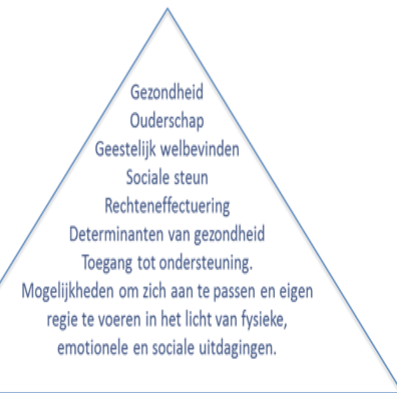 Gezondheid
Ouderschap
Geestelijk welbevinden
Sociale steun
Rechteneffectuering
Determinanten van gezondheid
Toegang tot ondersteuning.
Mogelijkheden om zich aan te passen en eigen
regie te voeren in het licht van fysieke,
emotionele en sociale uitdagingen.